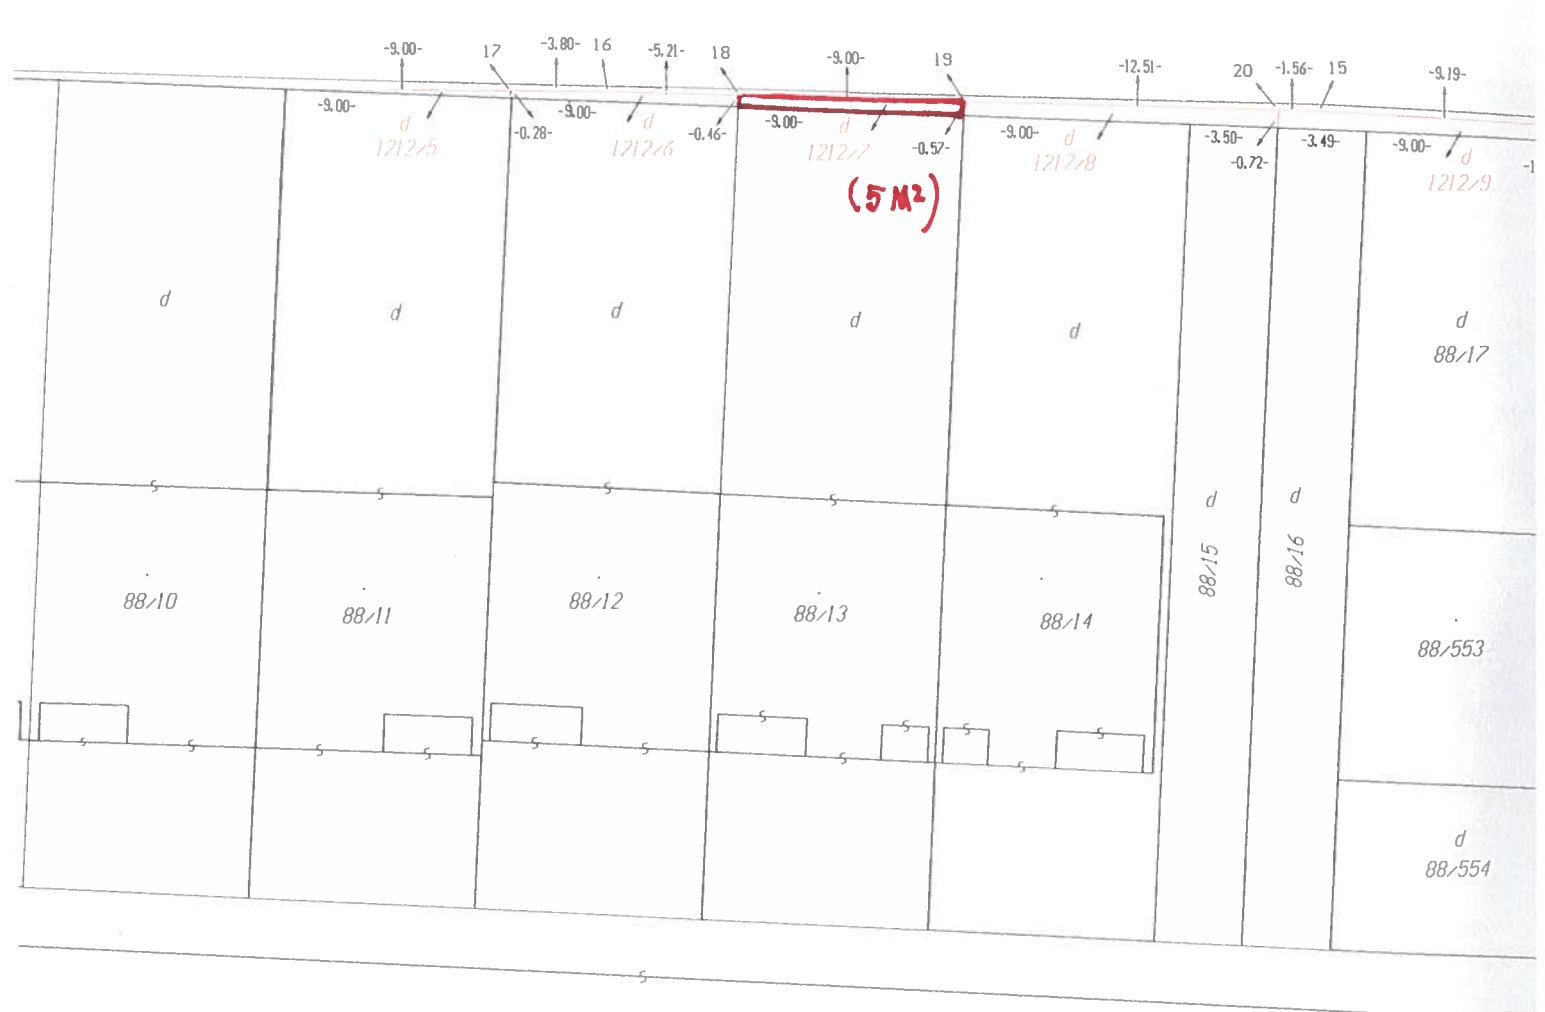 -9.00-
17
-3.80-
16
-5.21-
18
-9.00-
19
-12.51-
20
-1.56-
15
-9.19-
-9.00-
d
1212/5
-0.28-
-9.00-
d
1212/6
-0.46-
-9.00-
d
1212/7
-0.57-
-9.00-
d
1212/8
-3.50-
-0.72-
-3.49-
-9.00-
d
1212/9
-1
(5 M²)
d
d
d
d
d
d
88/17
d
88/15
d
88/16
88/10
88/11
88/12
88/13
88/14
88/553
d
88/554